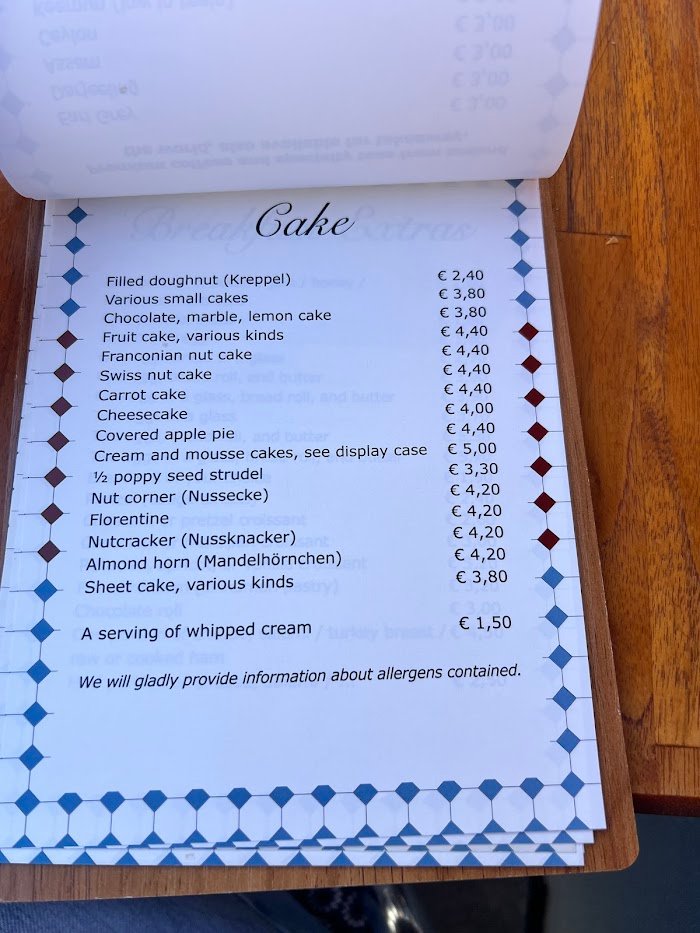 Cake
Filled doughnut (Kreppel) € 2,40
Various small cakes € 3,80
Chocolate, marble, lemon cake € 3,80
Fruit cake, various kinds € 4,40
Franconian nut cake € 4,40
Swiss nut cake € 4,40
Carrot cake € 4,40
Cheesecake € 4,00
Covered apple pie € 4,40
Cream and mousse cakes, see display case € 5,00
½ poppy seed strudel € 3,30
Nut corner (Nussecke) € 4,20
Florentine € 4,20
Nutcracker (Nussknacker) € 4,20
Almond horn (Mandelhörnchen) € 4,20
Sheet cake, various kinds € 3,80
A serving of whipped cream € 1,50
We will gladly provide information about allergens contained.